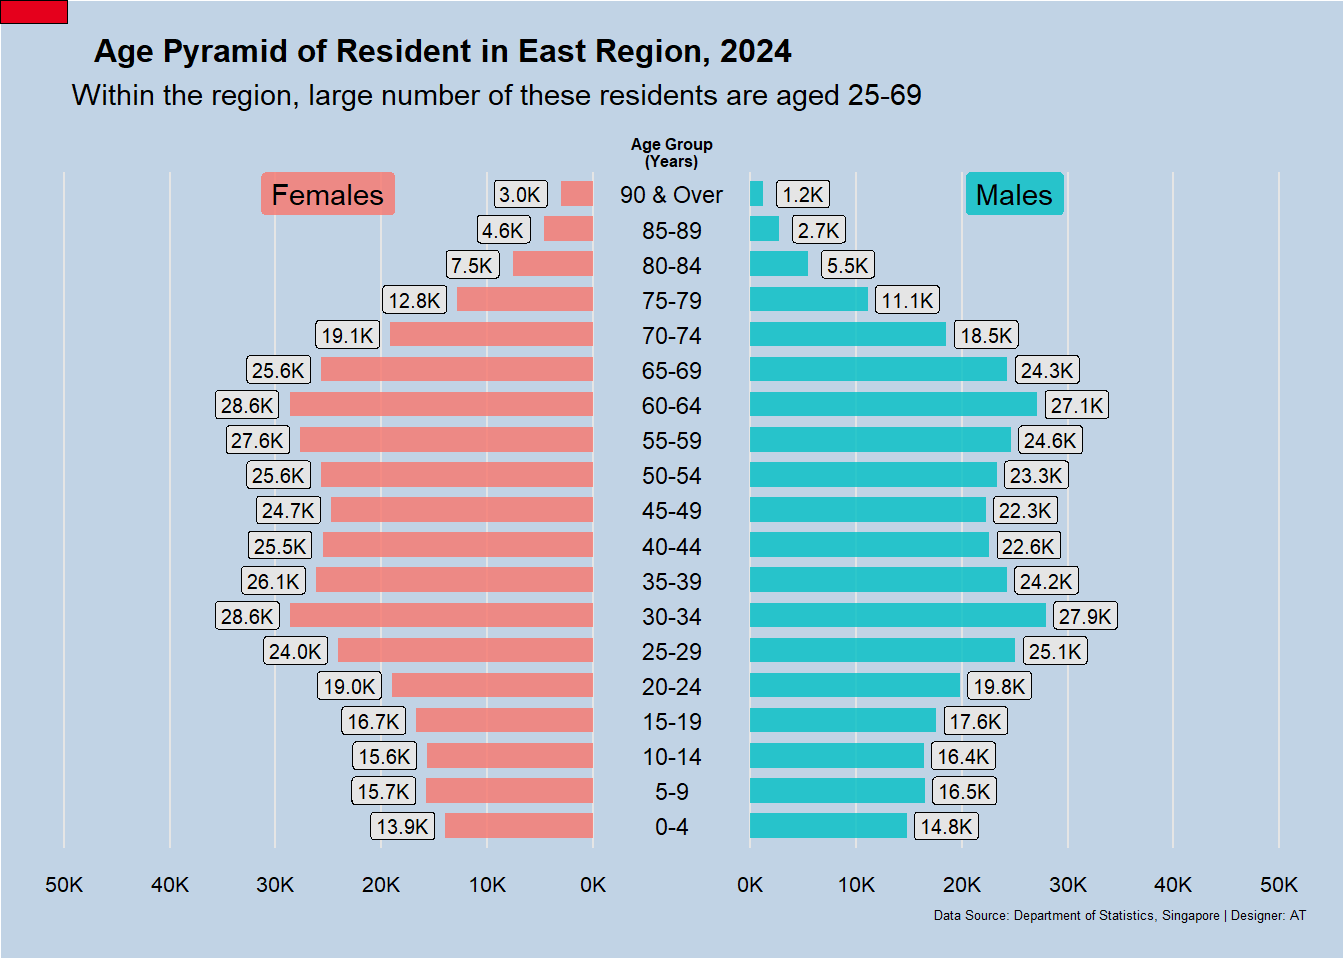 Age Pyramid of Resident in East Region, 2024
Within the region, large number of these residents are aged 25-69
Age Group
(Years)
Females 3.0K 90 & Over 1.2K Males
4.6K 85-89 2.7K
7.5K 80-84 5.5K
12.8K 75-79 11.1K
19.1K 70-74 18.5K
25.6K 65-69 24.3K
28.6K 60-64 27.1K
27.6K 55-59 24.6K
25.6K 50-54 23.3K
24.7K 45-49 22.3K
25.5K 40-44 22.6K
26.1K 35-39 24.2K
28.6K 30-34 27.9K
24.0K 25-29 25.1K
19.0K 20-24 19.8K
16.7K 15-19 17.6K
15.6K 10-14 16.4K
15.7K 5-9 16.5K
13.9K 0-4 14.8K
50K 40K 30K 20K 10K 0K 0K 10K 20K 30K 40K 50K
Data Source: Department of Statistics, Singapore | Designer: AT